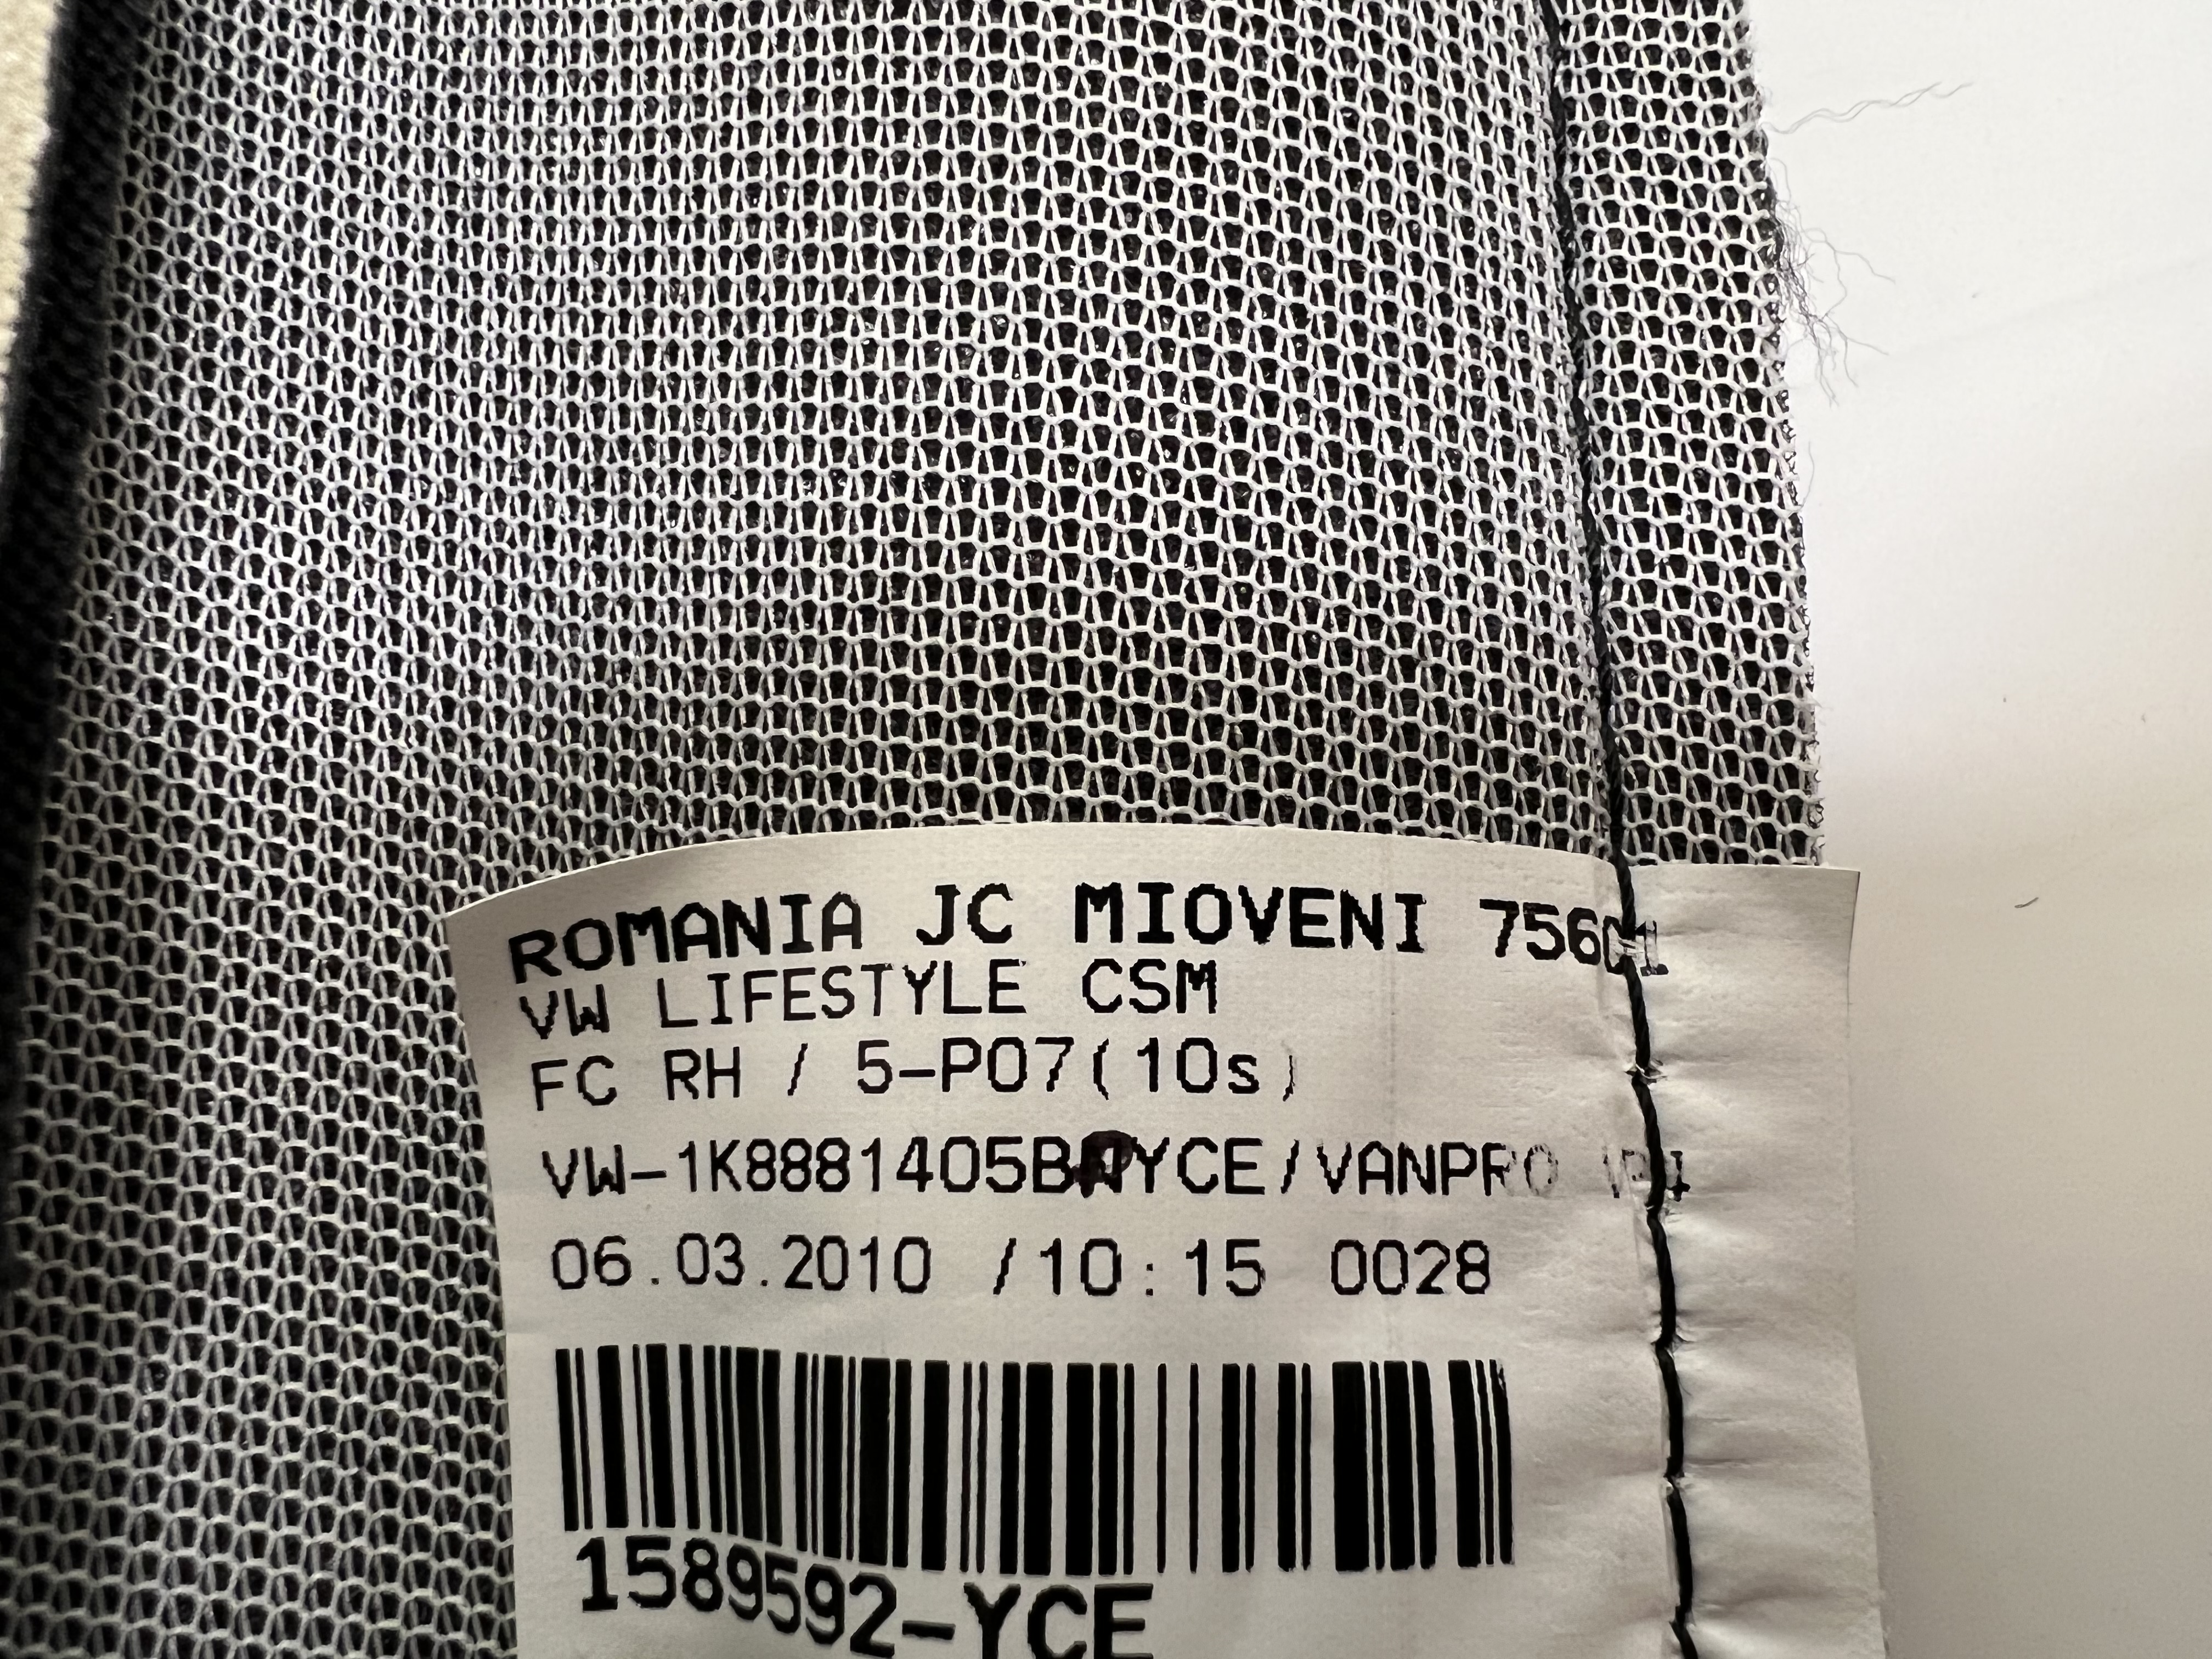 ROMANIA JC MIOVENI
VW LIFESTYLE CSM
FC RH / 5-P07(10s)
06.03.2010 /10:15 0028
1589592-YCE